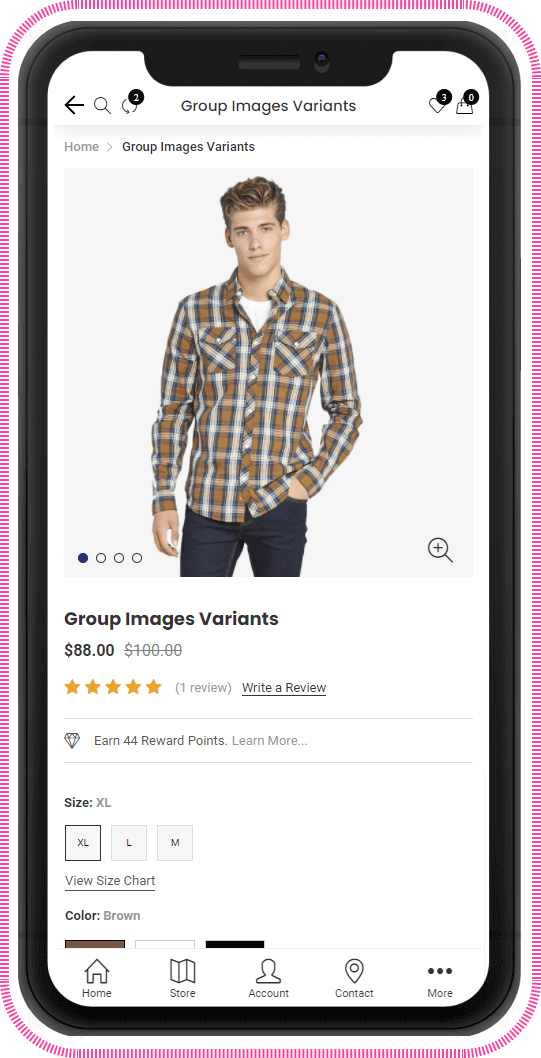 2
Group Images Variants
3
0
Home > Group Images Variants
Group Images Variants
$88.00 $100.00
(1 review) Write a Review
Earn 44 Reward Points. Learn More...
Size: XL
XL L M
View Size Chart
Color: Brown
Home Store Account Contact More